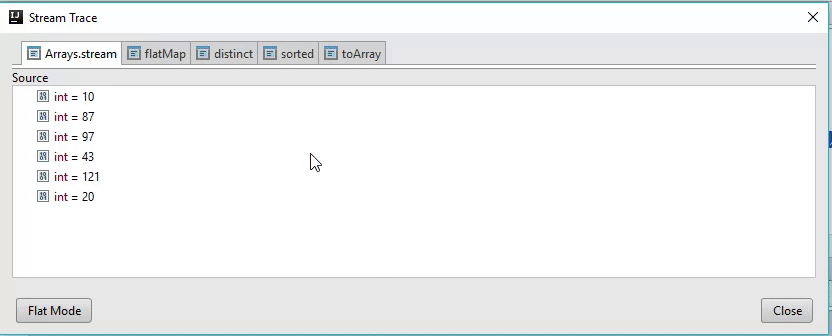 Stream Trace
Arrays.stream flatMap distinct sorted toArray
Source
int = 10
int = 87
int = 97
int = 43
int = 121
int = 20
Flat Mode Close